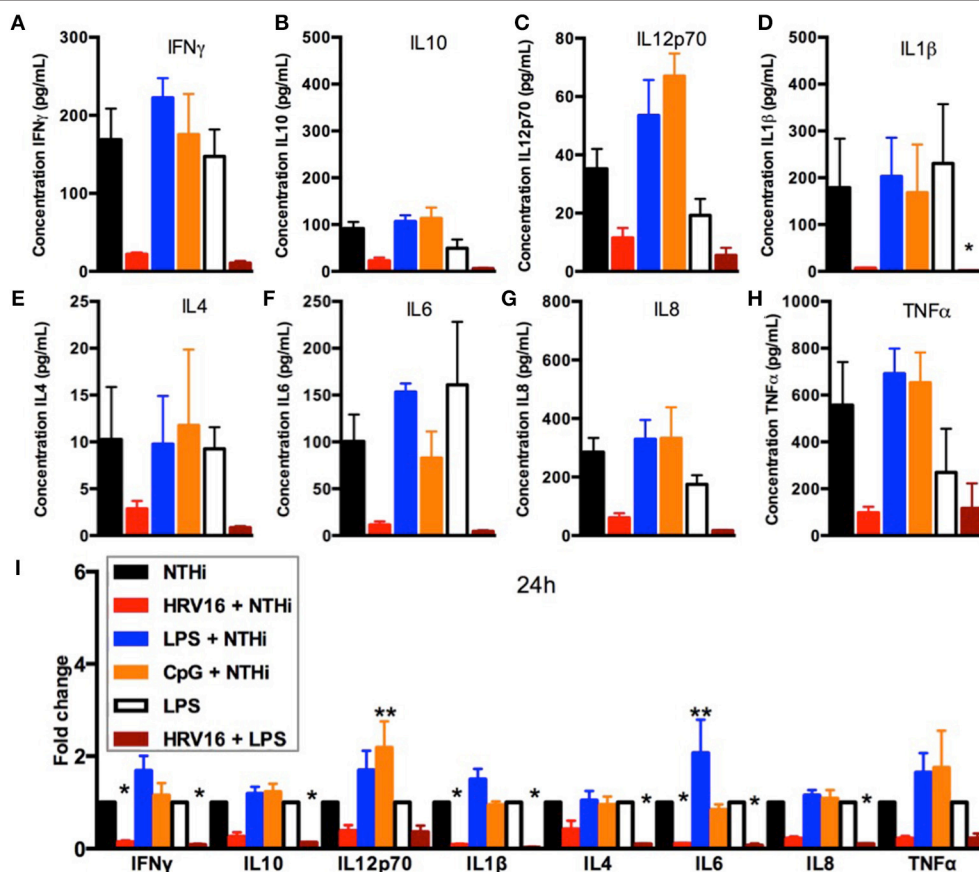 A
IFNγ
Concentration IFNγ (pg/mL)
300
200
100
0
B
IL10
Concentration IL10 (pg/mL)
500
400
300
200
100
0
C
IL12p70
Concentration IL12p70 (pg/mL)
80
60
40
20
0
D
IL1β
Concentration IL1β (pg/mL)
500
400
300
200
100
0
*
E
IL4
Concentration IL4 (pg/mL)
25
20
15
10
5
0
F
IL6
Concentration IL6 (pg/mL)
250
200
150
100
50
0
G
IL8
Concentration IL8 (pg/mL)
800
600
400
200
0
H
TNFα
Concentration TNFα (pg/mL)
1000
800
600
400
200
0
I
24h
Fold change
6
4
2
0
NTHi
HRV16 + NTHi
LPS + NTHi
CpG + NTHi
LPS
HRV16 + LPS
** **
* * * * * * * * *
IFNγ IL10 IL12p70 IL1β IL4 IL6 IL8 TNFα